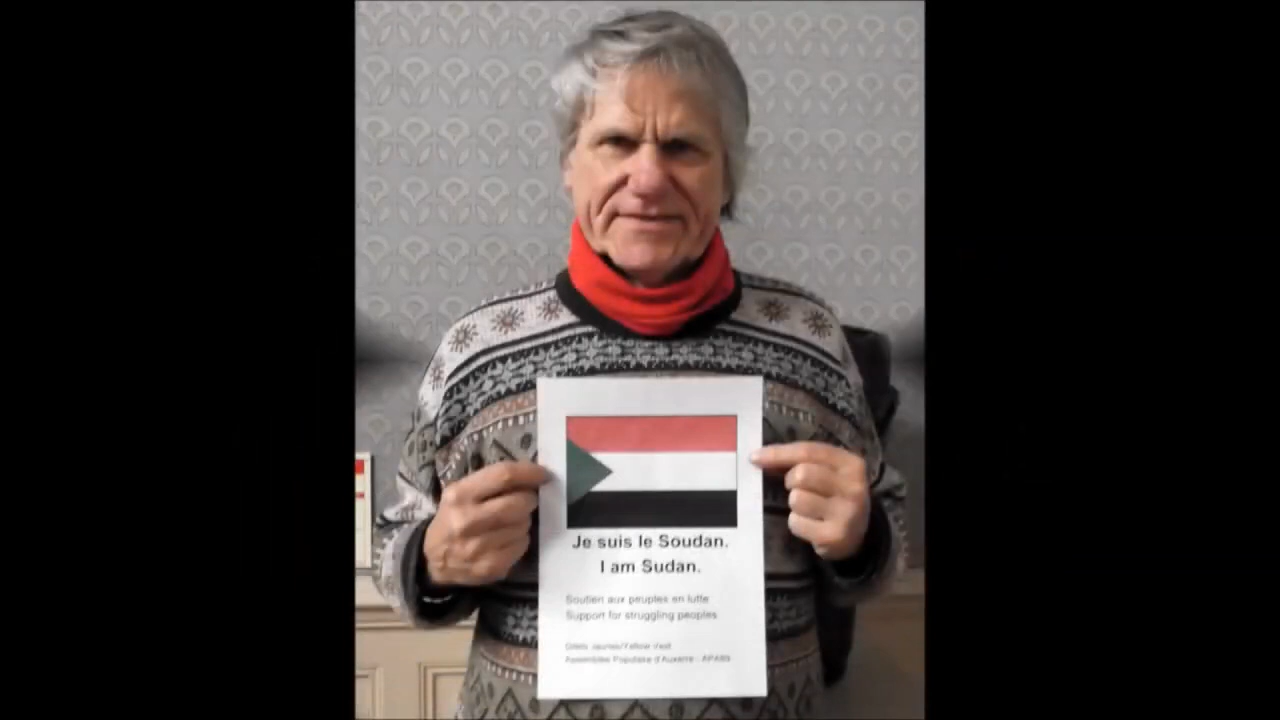 Je suis le Soudan.
I am Sudan.
Soutien aux peuples en lutte
Support for struggling peoples
Gilets Jaunes/Yellow Vest
Assemblée Populaire d'Auxerre - APA89